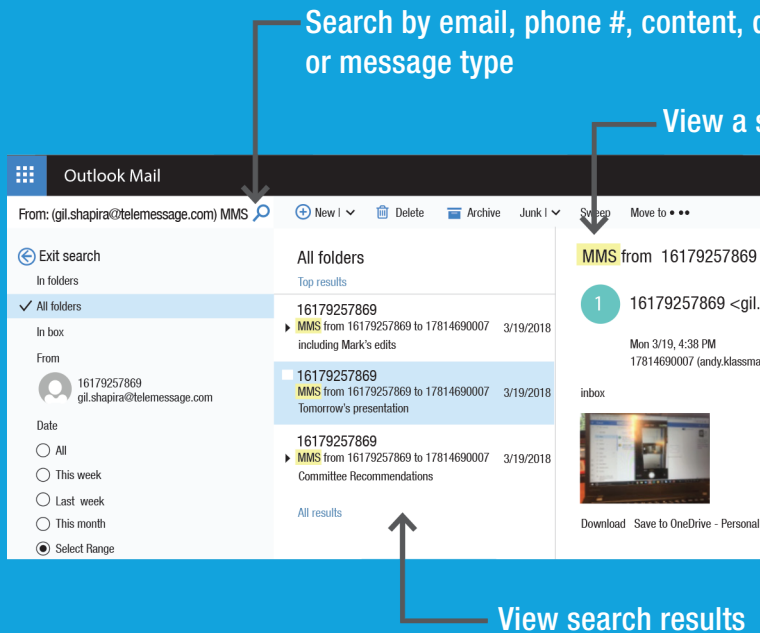 Search by email, phone #, content, 
or message type
View a
Outlook Mail
From: (gil.shapira@telemessage.com) MMS
New | Delete Archive Junk | Sweep Move to
Exit search
In folders
All folders
In box
From
16179257869
gil.shapira@telemessage.com
Date
All
This week
Last week
This month
Select Range
All folders
Top results
16179257869
MMS from 16179257869 to 17814690007 3/19/2018
including Mark's edits
16179257869
MMS from 16179257869 to 17814690007 3/19/2018
Tomorrow's presentation
16179257869
MMS from 16179257869 to 17814690007 3/19/2018
Committee Recommendations
All results
MMS from 16179257869
1
16179257869 <gil.
Mon 3/19, 4:38 PM
17814690007 (andy.klassma
inbox
Download Save to OneDrive - Personal
View search results